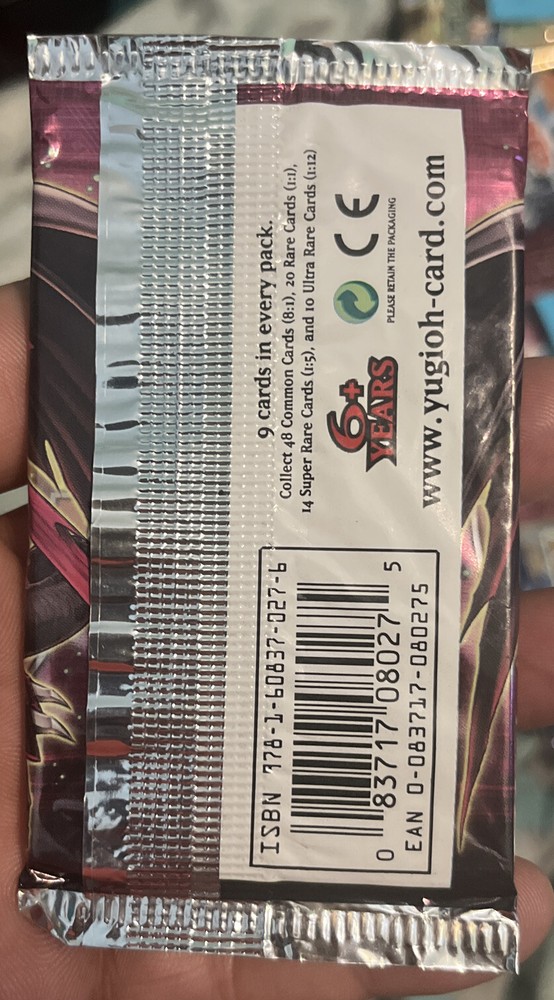 9 cards in every pack.
Collect 48 Common Cards (8:1), 20 Rare Cards (1:1),
14 Super Rare Cards (1:5), and 10 Ultra Rare Cards (1:12)
6+
YEARS
CE
PLEASE RETAIN THE PACKAGING
www.yugioh-card.com
ISBN 978-1-60837-027-6
0 83717 08027 5
EAN 0-083717-080275